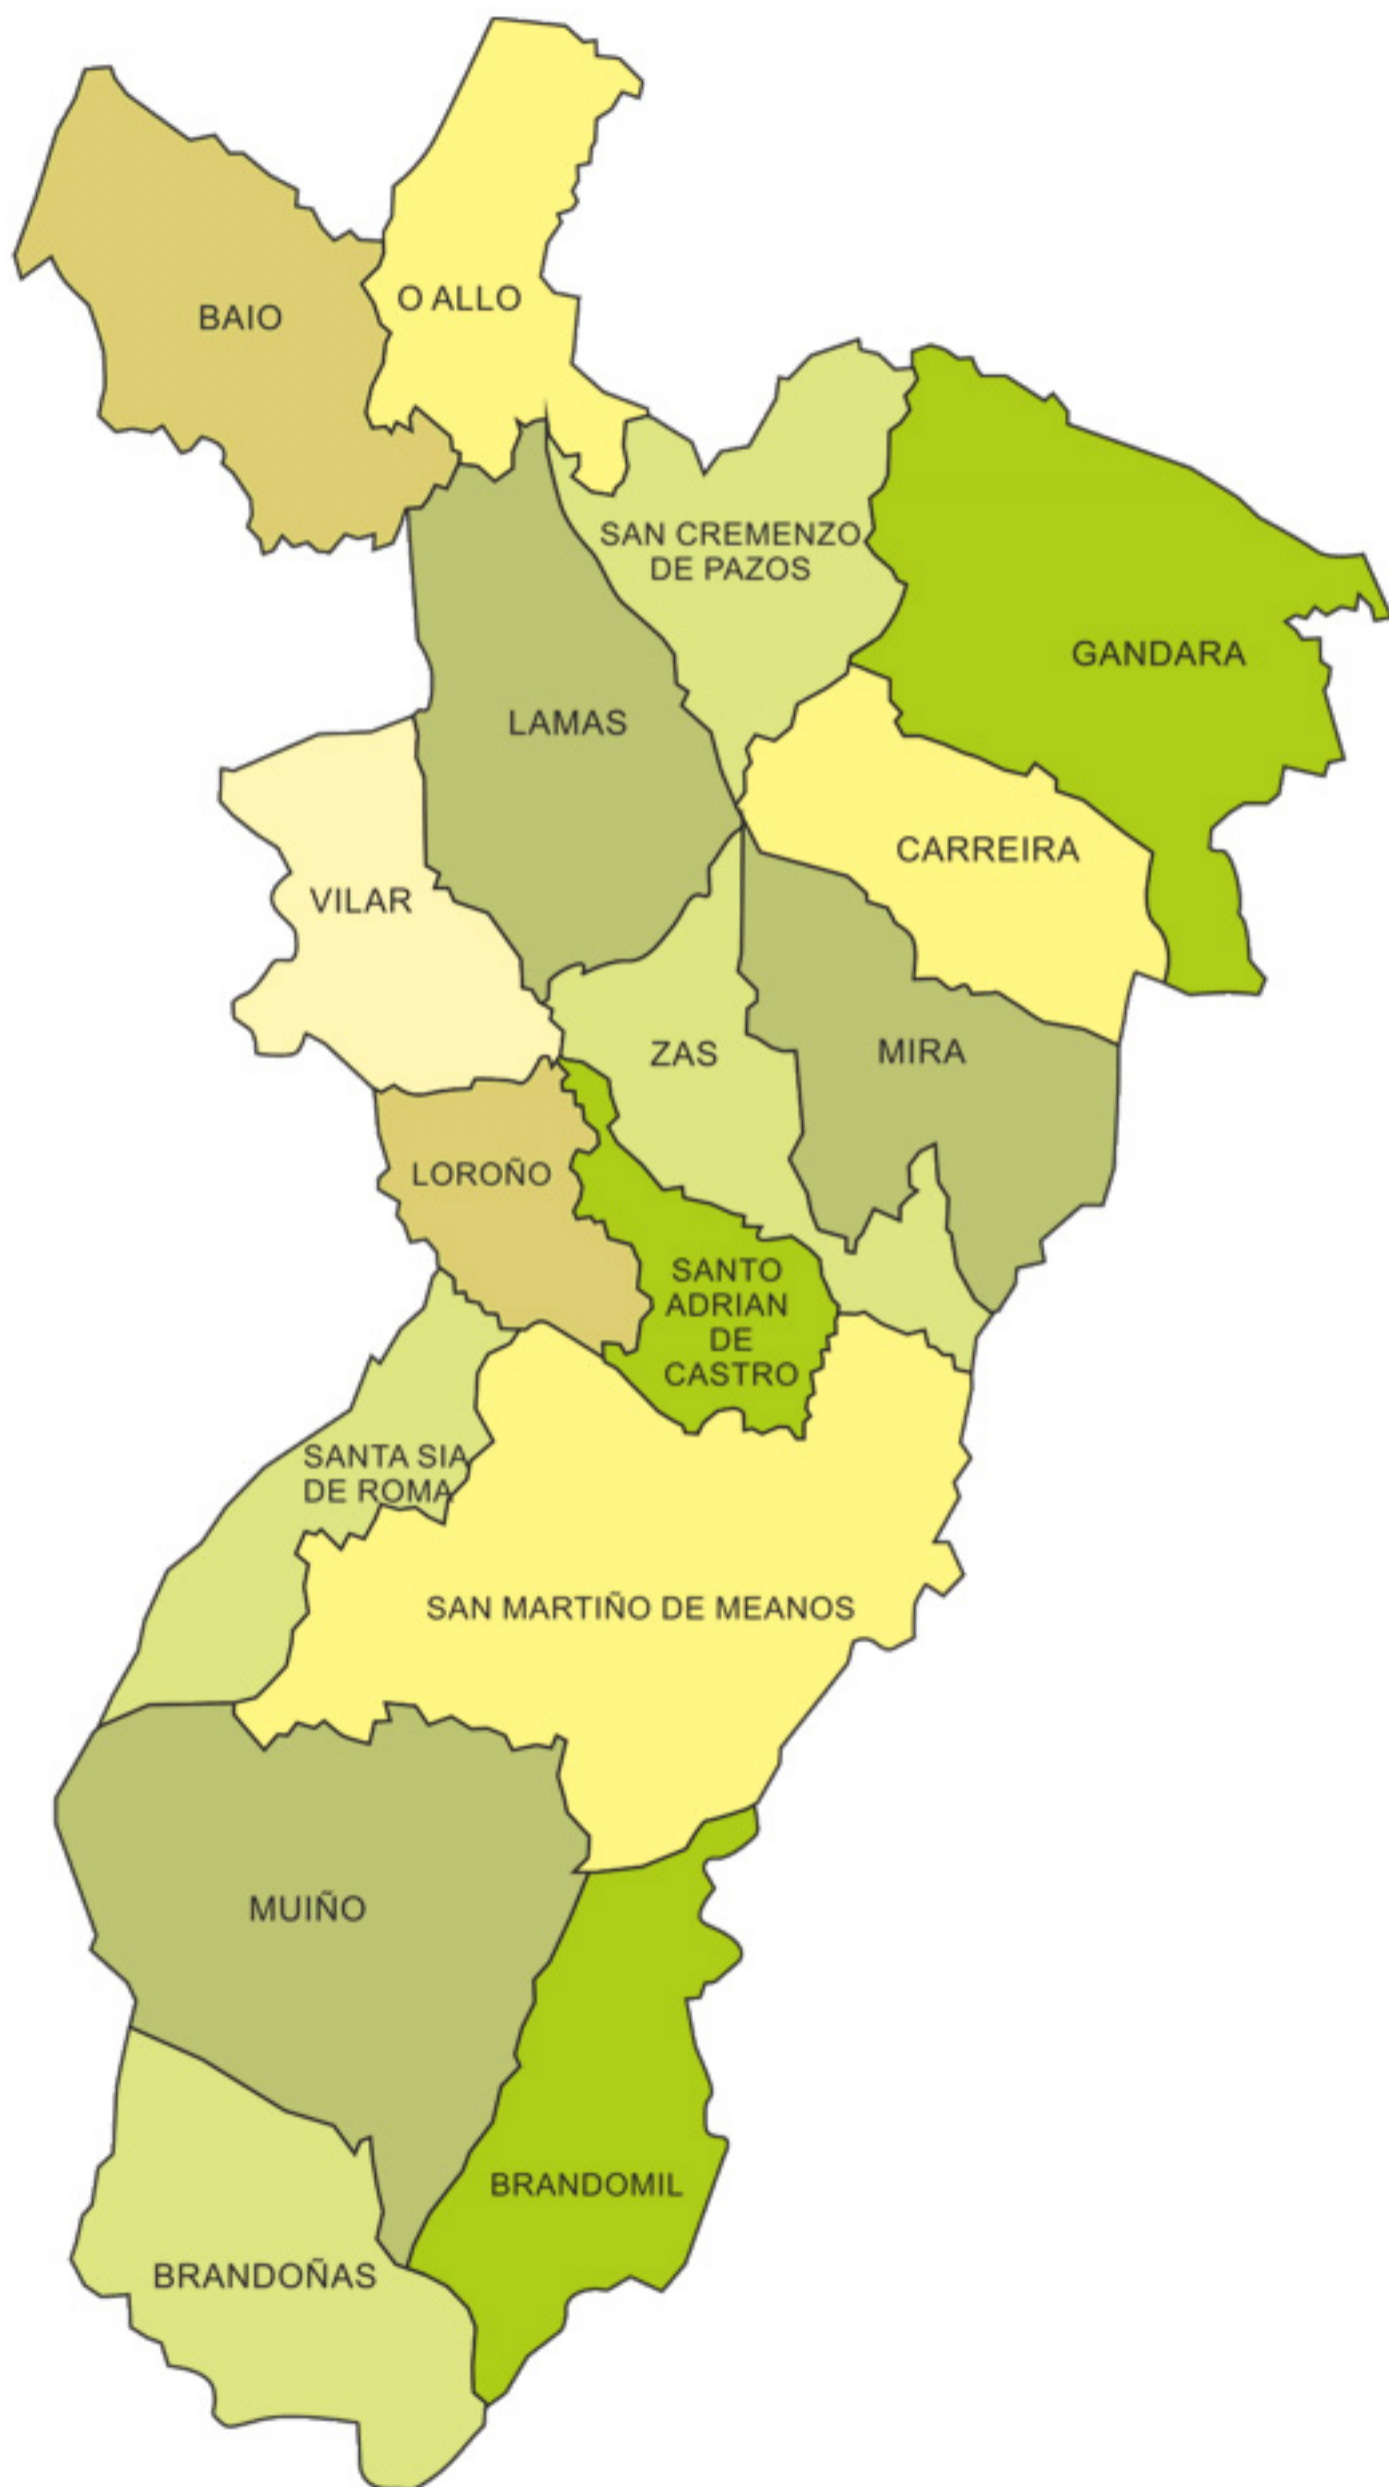 O ALLO
BAIO
SAN CREMENZO
DE PAZOS
GANDARA
LAMAS
CARREIRA
VILAR
ZAS
MIRA
LOROÑO
SANTO
ADRIAN
DE
CASTRO
SANTA SIA
DE ROMA
SAN MARTIÑO DE MEANOS
MUIÑO
BRANDOMIL
BRANDOÑAS